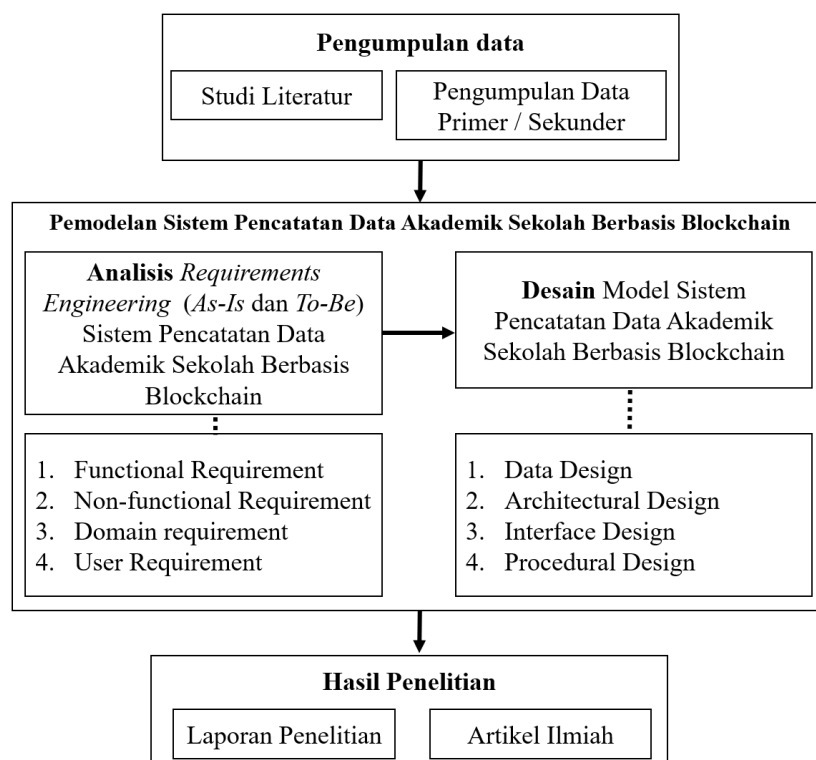 Pengumpulan data
Studi Literatur
Pengumpulan Data
Primer / Sekunder
Pemodelan Sistem Pencatatan Data Akademik Sekolah Berbasis Blockchain
Analisis Requirements
Engineering (As-Is dan To-Be)
Sistem Pencatatan Data
Akademik Sekolah Berbasis
Blockchain
Desain Model Sistem
Pencatatan Data Akademik
Sekolah Berbasis Blockchain
1. Functional Requirement
2. Non-functional Requirement
3. Domain requirement
4. User Requirement
1. Data Design
2. Architectural Design
3. Interface Design
4. Procedural Design
Hasil Penelitian
Laporan Penelitian
Artikel Ilmiah